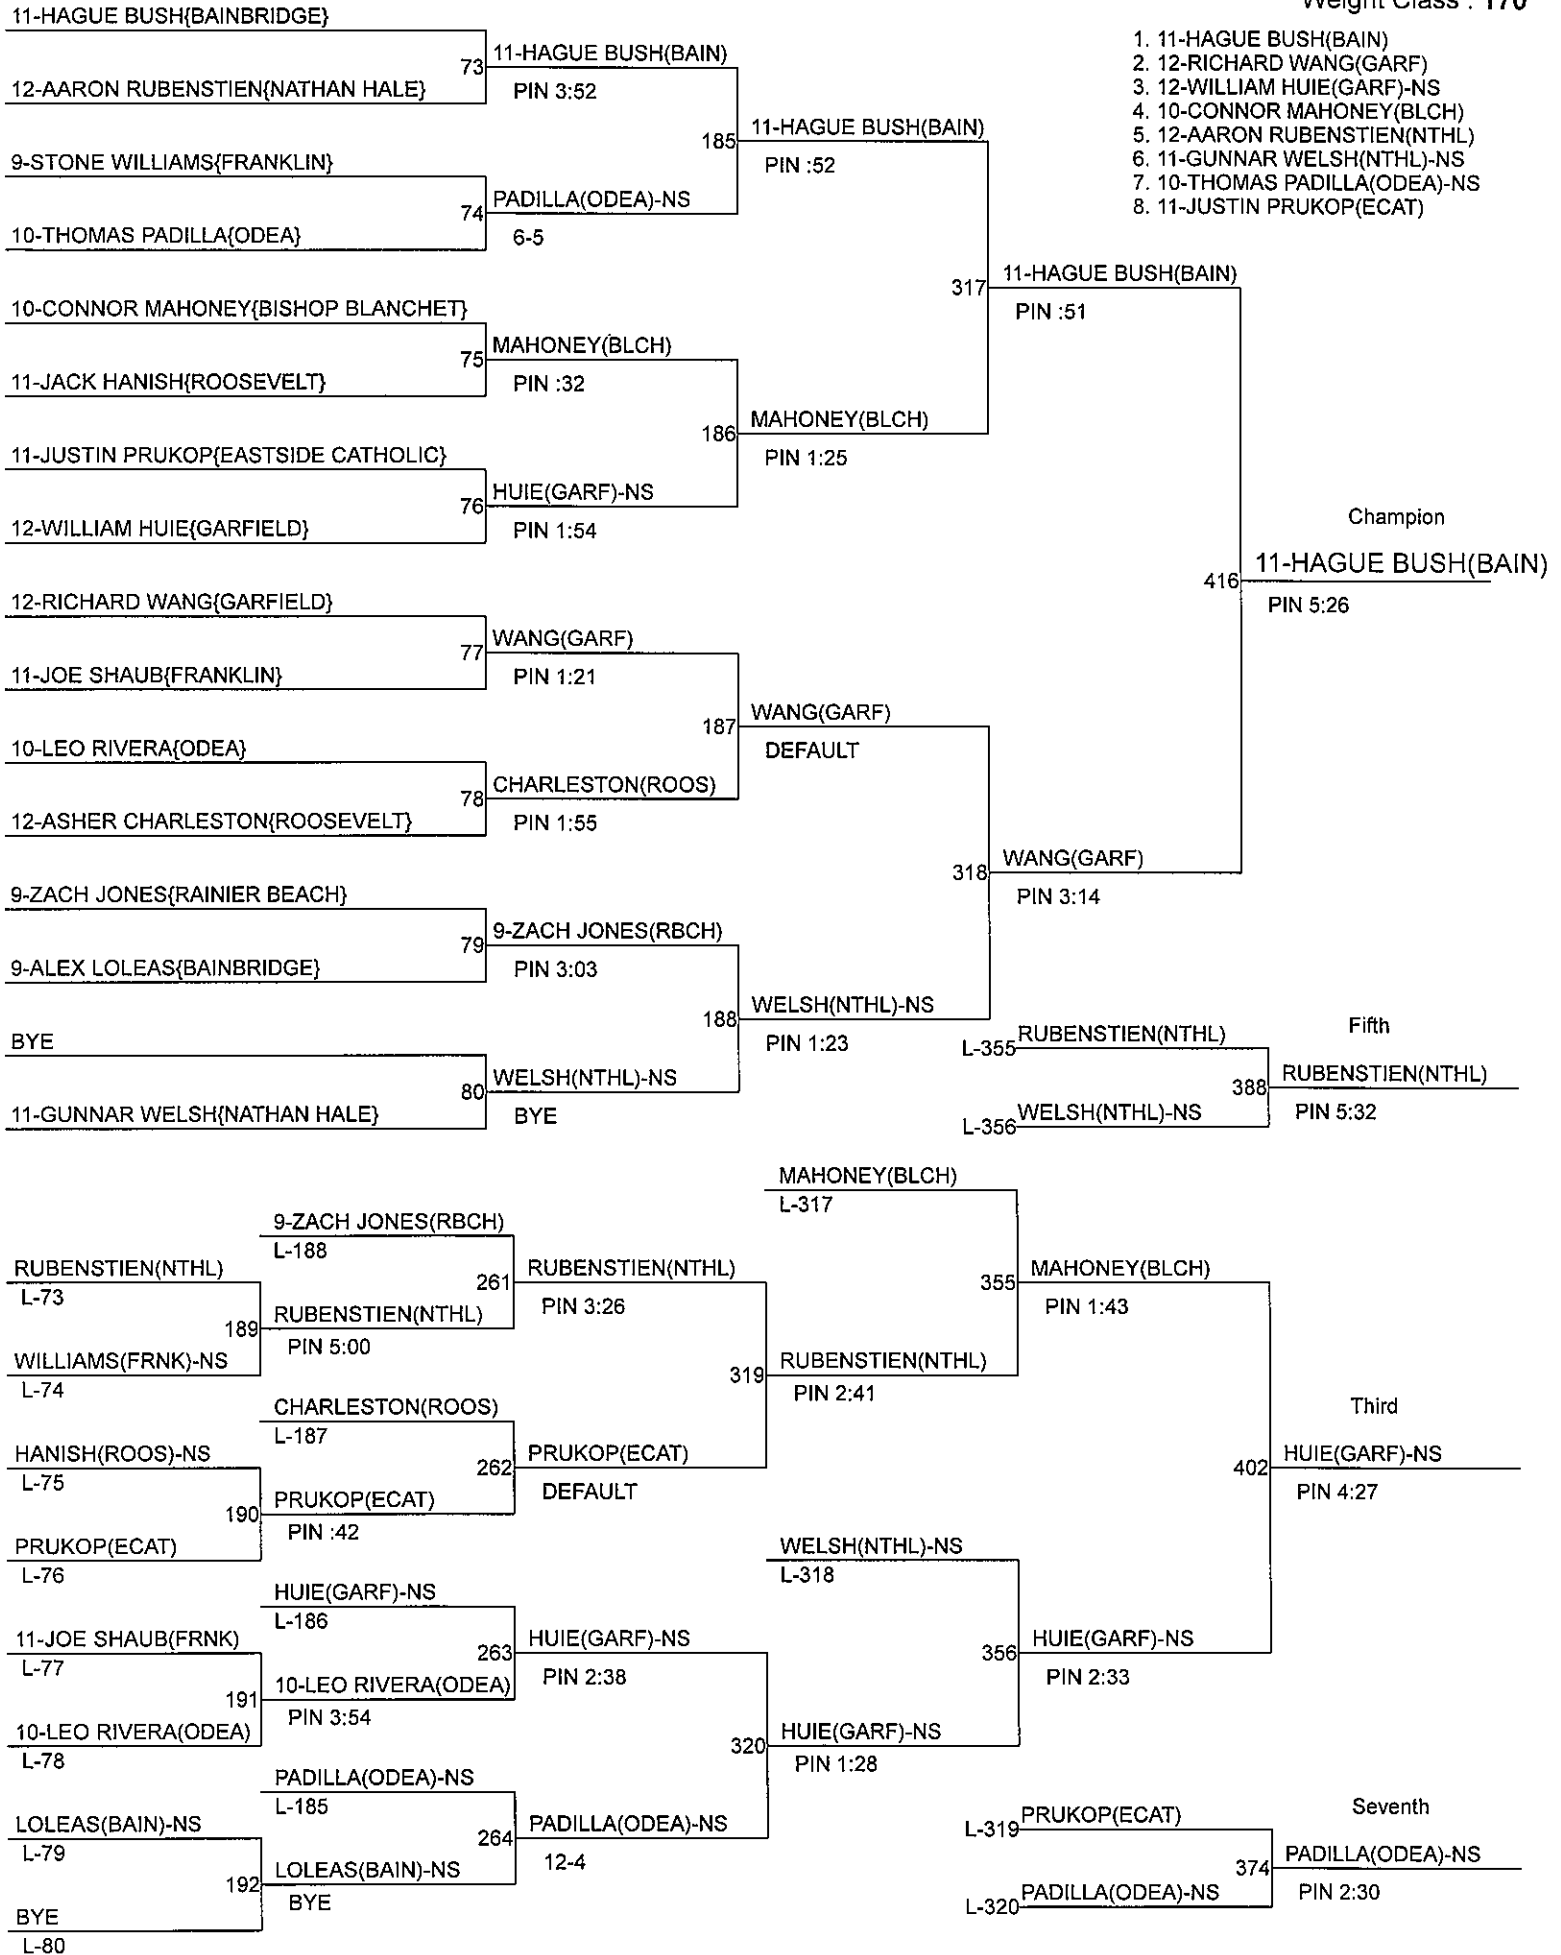 Weight Class : 170
1. 11-HAGUE BUSH(BAIN)
2. 12-RICHARD WANG(GARF)
3. 12-WILLIAM HUIE(GARF)-NS
4. 10-CONNOR MAHONEY(BLCH)
5. 12-AARON RUBENSTIEN(NTHL)
6. 11-GUNNAR WELSH(NTHL)-NS
7. 10-THOMAS PADILLA(ODEA)-NS
8. 11-JUSTIN PRUKOP(ECAT)
11-HAGUE BUSH{BAINBRIDGE}
73 11-HAGUE BUSH(BAIN)
12-AARON RUBENSTIEN{NATHAN HALE}
PIN 3:52
185 11-HAGUE BUSH(BAIN)
PIN :52
9-STONE WILLIAMS{FRANKLIN}
74 PADILLA(ODEA)-NS
10-THOMAS PADILLA{ODEA}
6-5
317 11-HAGUE BUSH(BAIN)
PIN :51
10-CONNOR MAHONEY{BISHOP BLANCHET}
75 MAHONEY(BLCH)
11-JACK HANISH{ROOSEVELT}
PIN :32
186 MAHONEY(BLCH)
PIN 1:25
11-JUSTIN PRUKOP{EASTSIDE CATHOLIC}
76 HUIE(GARF)-NS
12-WILLIAM HUIE{GARFIELD}
PIN 1:54
Champion
416 11-HAGUE BUSH(BAIN)
PIN 5:26
12-RICHARD WANG{GARFIELD}
77 WANG(GARF)
11-JOE SHAUB{FRANKLIN}
PIN 1:21
187 WANG(GARF)
DEFAULT
10-LEO RIVERA{ODEA}
78 CHARLESTON(ROOS)
12-ASHER CHARLESTON{ROOSEVELT}
PIN 1:55
318 WANG(GARF)
PIN 3:14
9-ZACH JONES{RAINIER BEACH}
79 9-ZACH JONES(RBCH)
9-ALEX LOLEAS{BAINBRIDGE}
PIN 3:03
188 WELSH(NTHL)-NS
PIN 1:23
BYE
80 WELSH(NTHL)-NS
11-GUNNAR WELSH{NATHAN HALE}
BYE
Fifth
L-355 RUBENSTIEN(NTHL)
388 RUBENSTIEN(NTHL)
L-356 WELSH(NTHL)-NS
PIN 5:32
MAHONEY(BLCH)
L-317
9-ZACH JONES(RBCH)
L-188
RUBENSTIEN(NTHL)
L-73
261 RUBENSTIEN(NTHL)
PIN 3:26
355 MAHONEY(BLCH)
PIN 1:43
189 RUBENSTIEN(NTHL)
PIN 5:00
WILLIAMS(FRNK)-NS
L-74
319 RUBENSTIEN(NTHL)
PIN 2:41
CHARLESTON(ROOS)
L-187
Third
HANISH(ROOS)-NS
L-75
262 PRUKOP(ECAT)
DEFAULT
402 HUIE(GARF)-NS
PIN 4:27
190 PRUKOP(ECAT)
PIN :42
PRUKOP(ECAT)
L-76
WELSH(NTHL)-NS
L-318
HUIE(GARF)-NS
L-186
11-JOE SHAUB(FRNK)
L-77
263 HUIE(GARF)-NS
PIN 2:38
356 HUIE(GARF)-NS
PIN 2:33
191 10-LEO RIVERA(ODEA)
PIN 3:54
10-LEO RIVERA(ODEA)
L-78
320 HUIE(GARF)-NS
PIN 1:28
PADILLA(ODEA)-NS
L-185
LOLEAS(BAIN)-NS
L-79
264 PADILLA(ODEA)-NS
12-4
192 LOLEAS(BAIN)-NS
BYE
BYE
L-80
Seventh
L-319 PRUKOP(ECAT)
374 PADILLA(ODEA)-NS
L-320 PADILLA(ODEA)-NS
PIN 2:30